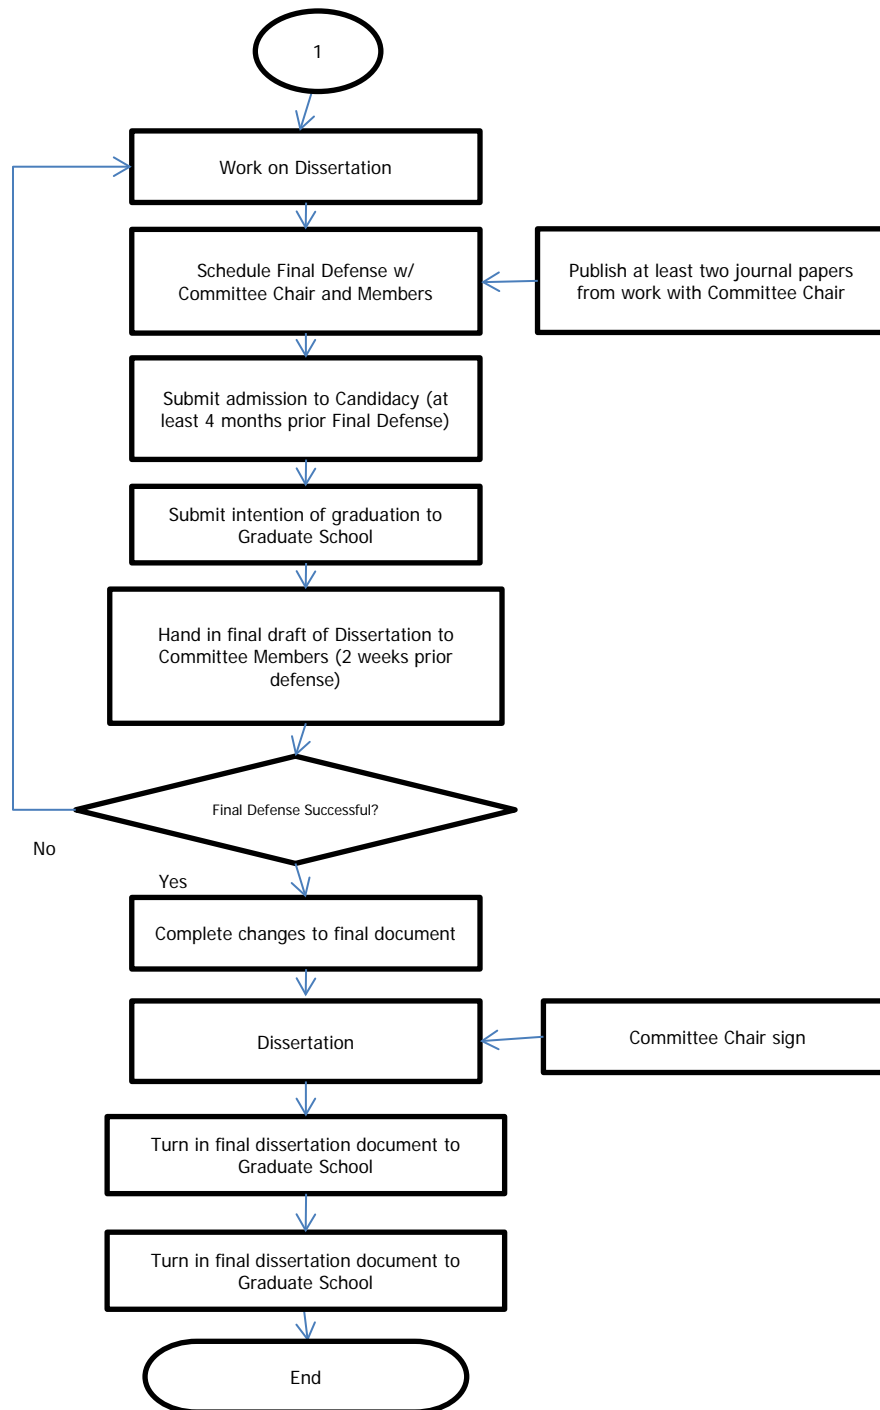 1
Work on Dissertation
Schedule Final Defense w/
Committee Chair and Members
Publish at least two journal papers
from work with Committee Chair
Submit admission to Candidacy (at
least 4 months prior Final Defense)
Submit intention of graduation to
Graduate School
Hand in final draft of Dissertation to
Committee Members (2 weeks prior
defense)
Final Defense Successful?
No
Yes
Complete changes to final document
Dissertation
Committee Chair sign
Turn in final dissertation document to
Graduate School
Turn in final dissertation document to
Graduate School
End